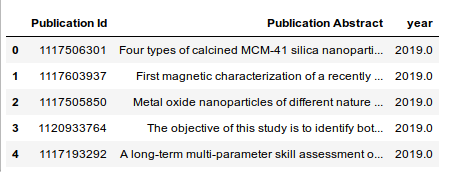 Publication Id Publication Abstract year
0 1117506301 Four types of calcined MCM-41 silica nanoparti... 2019.0
1 1117603937 First magnetic characterization of a recently ... 2019.0
2 1117505850 Metal oxide nanoparticles of different nature ... 2019.0
3 1120933764 The objective of this study is to identify bot... 2019.0
4 1117193292 A long-term multi-parameter skill assessment o... 2019.0